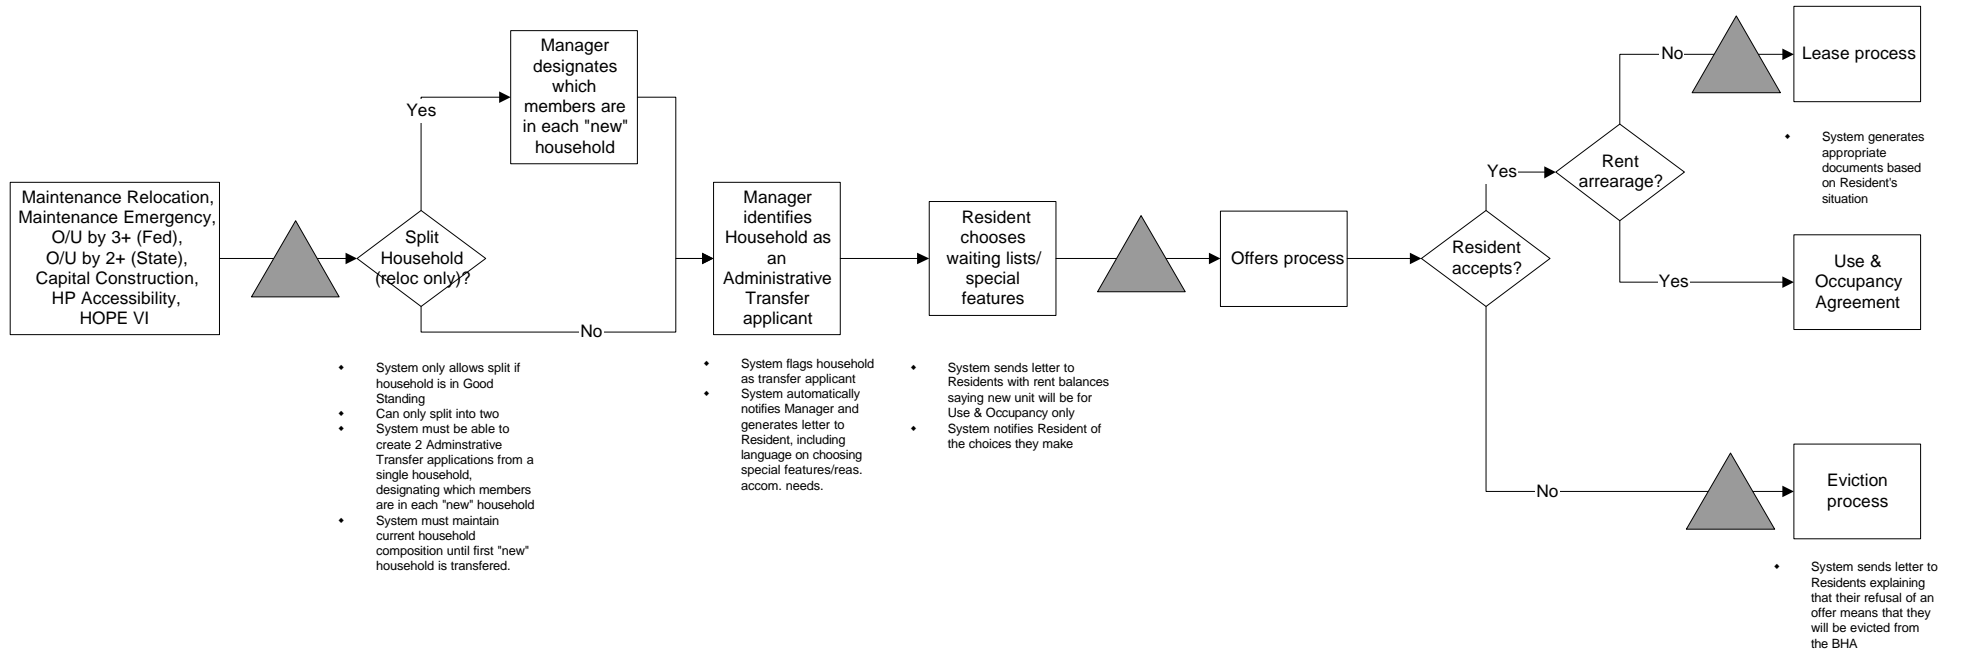 Maintenance Relocation,
Maintenance Emergency,
O/U by 3+ (Fed),
O/U by 2+ (State),
Capital Construction,
HP Accessibility,
HOPE VI
Split
Household
(reloc only)?
Yes
No
Manager
designates
which
members are
in each "new"
household
Manager
identifies
Household as
an
Administrative
Transfer
applicant
Resident
chooses
waiting lists/
special
features
Offers process
Resident
accepts?
Yes
No
Rent
arrearage?
No
Yes
Lease process
Use &
Occupancy
Agreement
Eviction
process
System only allows split if
household is in Good
Standing
Can only split into two
System must be able to
create 2 Adminstrative
Transfer applications from a
single household,
designating which members
are in each "new" household
System must maintain
current household
composition until first "new"
household is transfered.
System flags household
as transfer applicant
System automatically
notifies Manager and
generates letter to
Resident, including
language on choosing
special features/reas.
accom. needs.
System sends letter to
Residents with rent balances
saying new unit will be for
Use & Occupancy only
System notifies Resident of
the choices they make
System generates
appropriate
documents based
on Resident's
situation
System sends letter to
Residents explaining
that their refusal of an
offer means that they
will be evicted from
the BHA